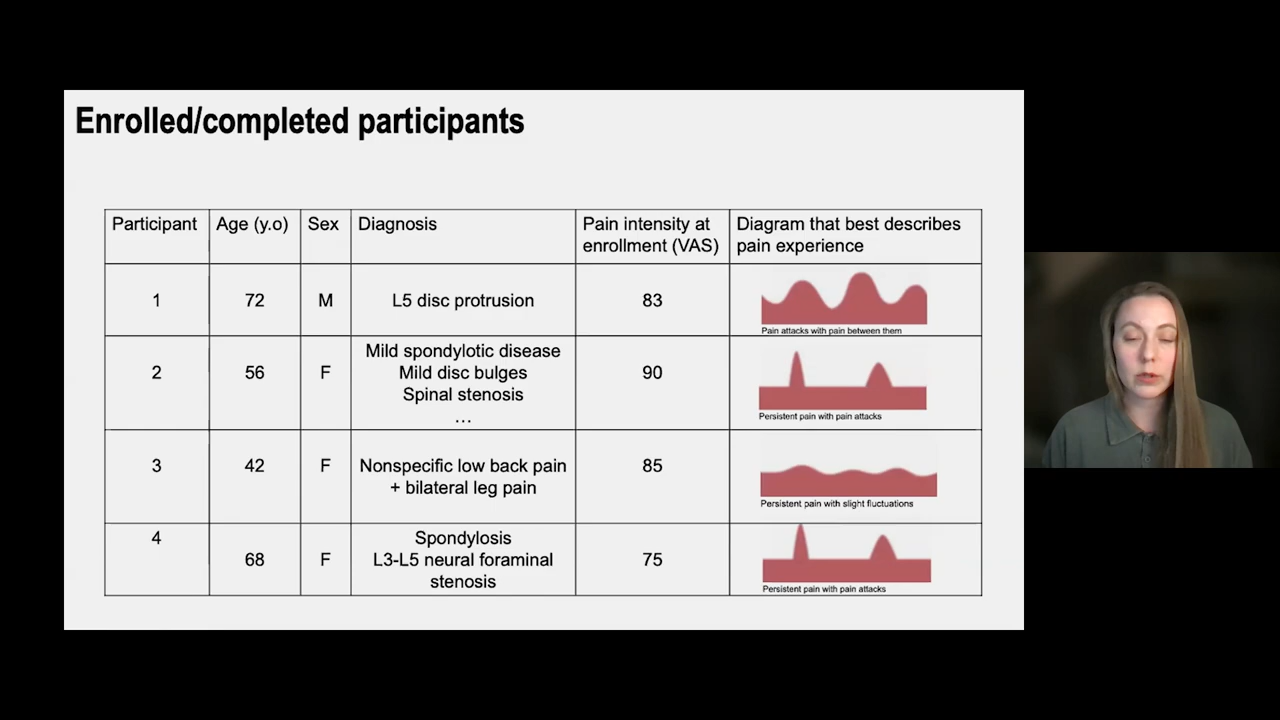 Enrolled/completed participants
Participant
Age (y.o)
Sex
Diagnosis
Pain intensity at
enrollment (VAS)
Diagram that best describes
pain experience
1
72
M
L5 disc protrusion
83
Pain attacks with pain between them
2
56
F
Mild spondylotic disease
Mild disc bulges
Spinal stenosis
…
90
Persistent pain with pain attacks
3
42
F
Nonspecific low back pain
+ bilateral leg pain
85
Persistent pain with slight fluctuations
4
68
F
Spondylosis
L3-L5 neural foraminal
stenosis
75
Persistent pain with pain attacks